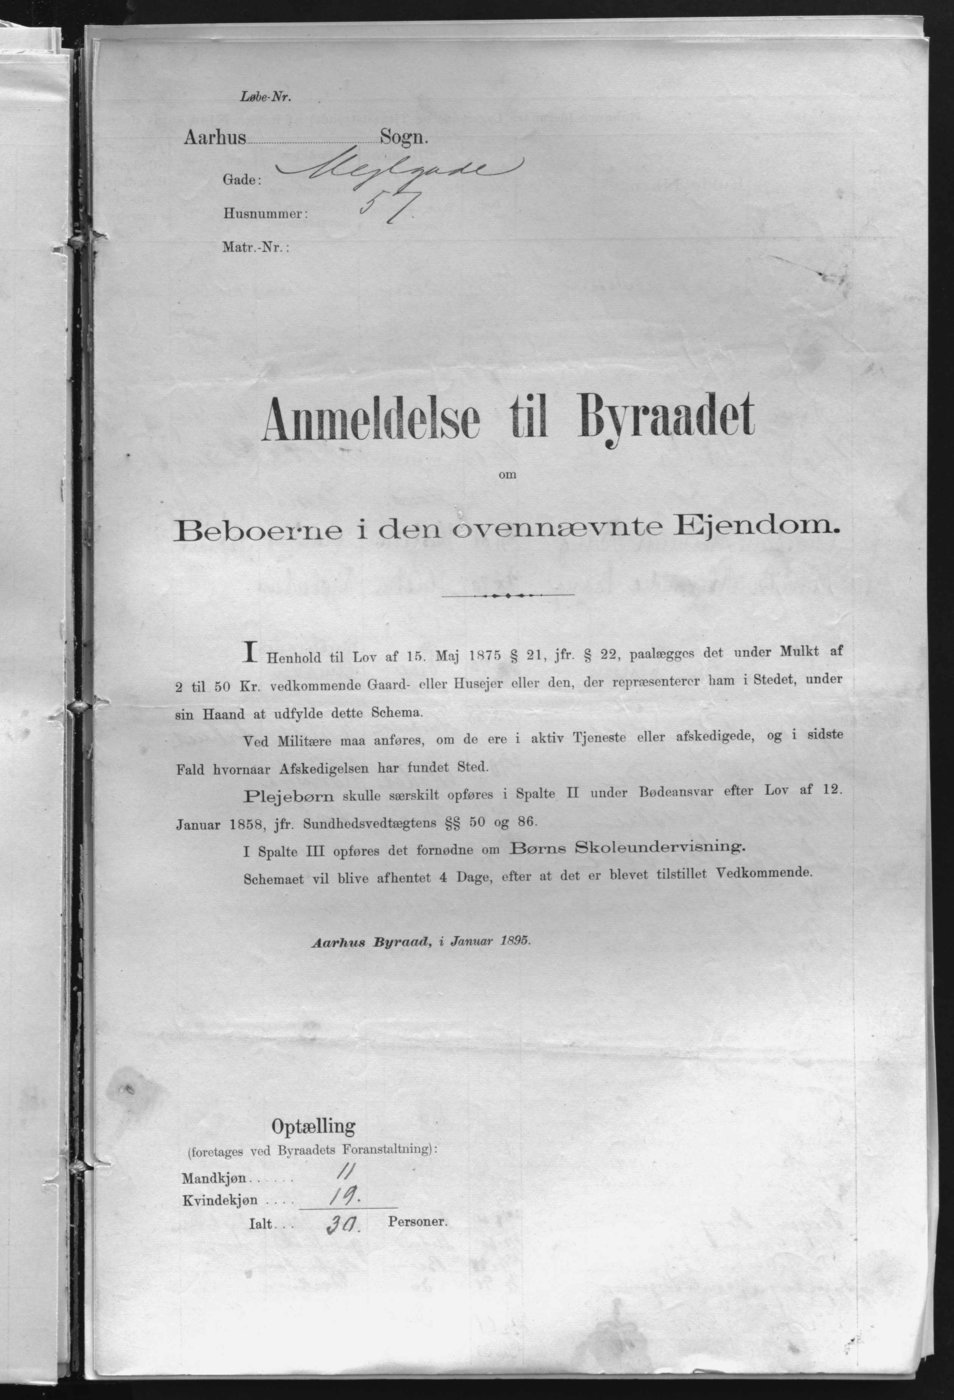 Løbe-Nr.
Aarhus Sogn.
Gade: Mejlgade
Husnummer: 57.
Matr.-Nr.:
Anmeldelse til Byraadet
om
Beboerne i den ovennævnte Ejendom.
I Henhold til Lov af 15. Maj 1875 § 21, jfr. § 22, paalægges det under Mulkt af
2 til 50 Kr. vedkommende Gaard- eller Husejer eller den, der repræsenterer ham i Stedet, under
sin Haand at udfylde dette Schema.
Ved Militære maa anføres, om de ere i aktiv Tjeneste eller afskedigede, og i sidste
Fald hvornaar Afskedigelsen har fundet Sted.
Plejebørn skulle særskilt opføres i Spalte II under Bødeansvar efter Lov af 12.
Januar 1858, jfr. Sundhedsvedtægtens §§ 50 og 86.
I Spalte III opføres det fornødne om Børns Skoleundervisning.
Schemaet vil blive afhentet 4 Dage, efter at det er blevet tilstillet Vedkommende.
Aarhus Byraad, i Januar 1895.
Optælling
(foretages ved Byraadets Foranstaltning):
Mandkjøn...... 11
Kvindekjøn .... 19.
Ialt... 30. Personer.